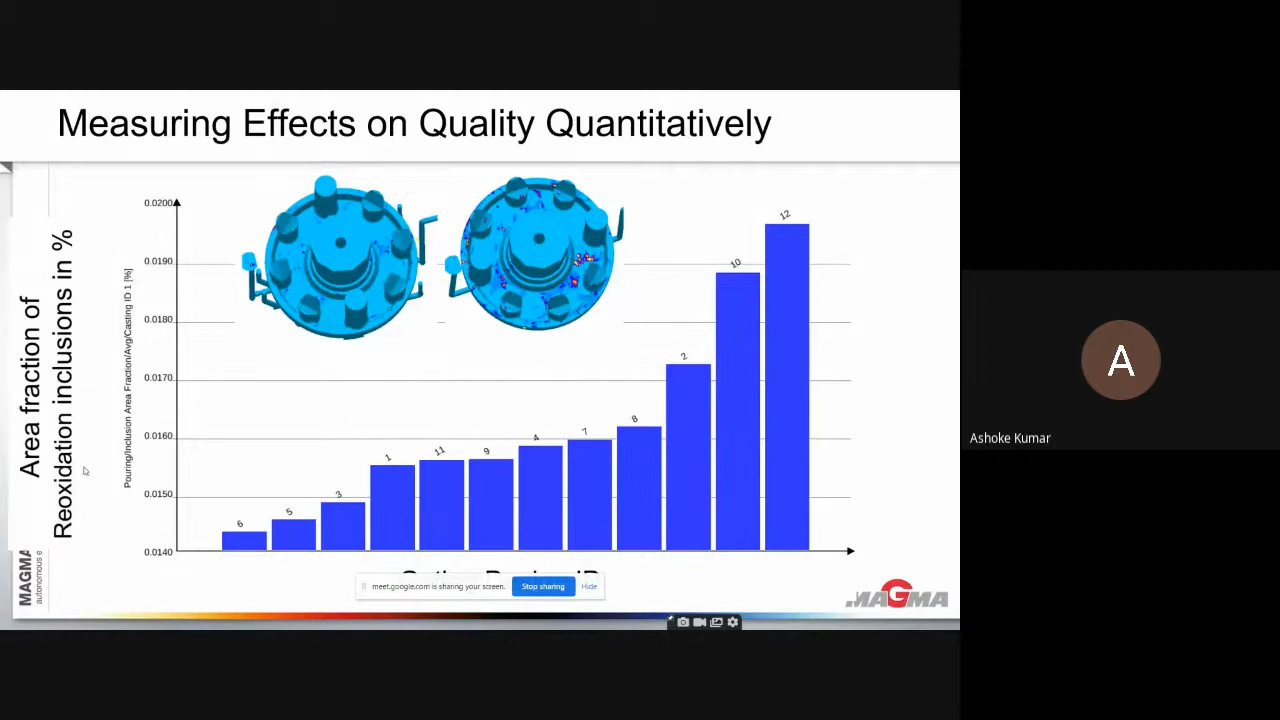 Measuring Effects on Quality Quantitatively
Area fraction of
Reoxidation inclusions in %
Pouring/Inclusion Area Fraction/Avg/Casting ID 1 [%]
0.0200
0.0190
0.0180
0.0170
0.0160
0.0150
0.0140
6
5
3
1
11
9
4
7
8
2
10
12
meet.google.com is sharing your screen.
Stop sharing
Hide
MAGMA
autonomous e
MAGMA
A
Ashoke Kumar